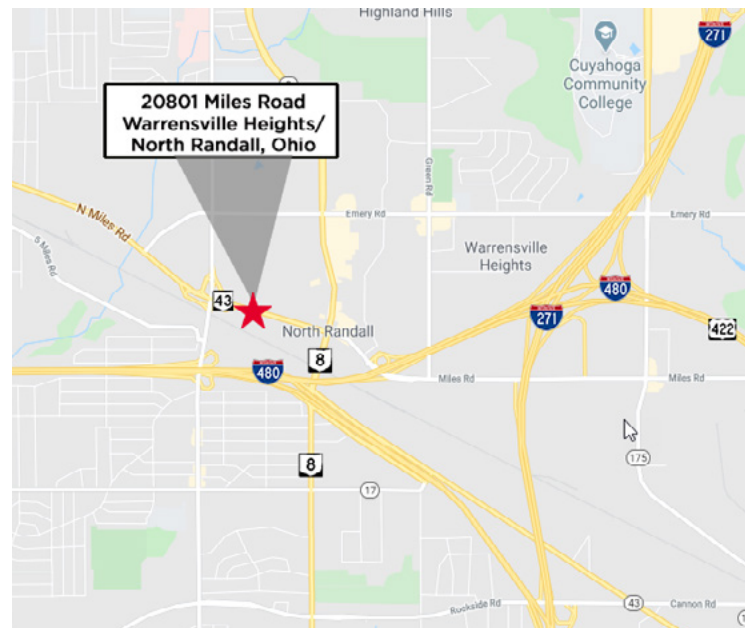 Highland Hills
271
Cuyahoga
Community
College
20801 Miles Road
Warrensville Heights/
North Randall, Ohio
Green Rd
N Miles Rd
Emery Rd
Emery Rd
S Miles Rd
Warrensville
Heights
43
480
271
North Randall
422
8
480
Miles Rd
Miles Rd
8
175
17
43
Cannon Rd
Rockside Rd